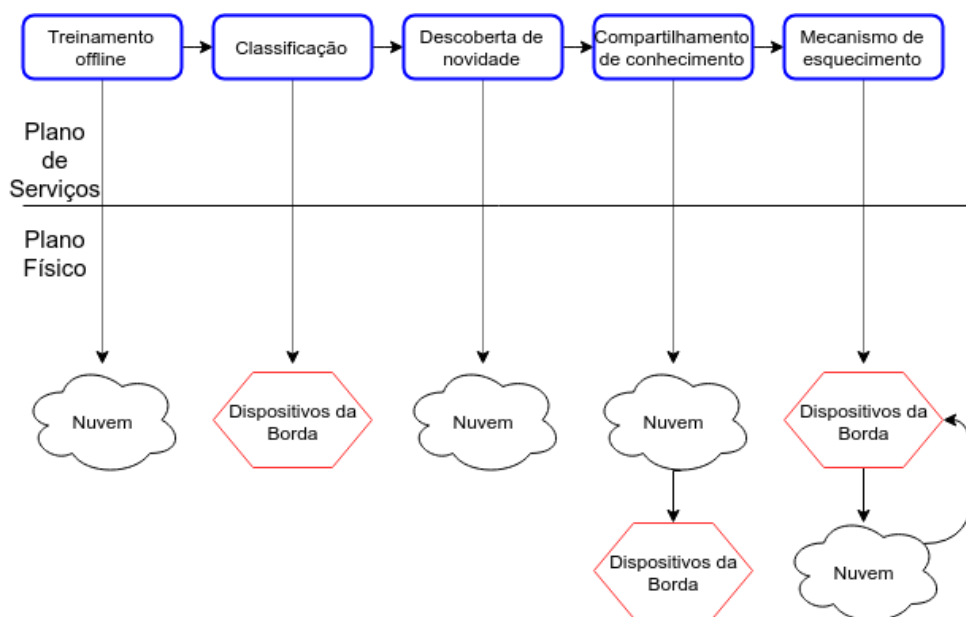 Treinamento
offline
Classificação
Descoberta de
novidade
Compartilhamento
de conhecimento
Mecanismo de
esquecimento
Plano
de
Serviços
Plano
Físico
Nuvem
Dispositivos da
Borda
Nuvem
Nuvem
Dispositivos da
Borda
Dispositivos da
Borda
Nuvem